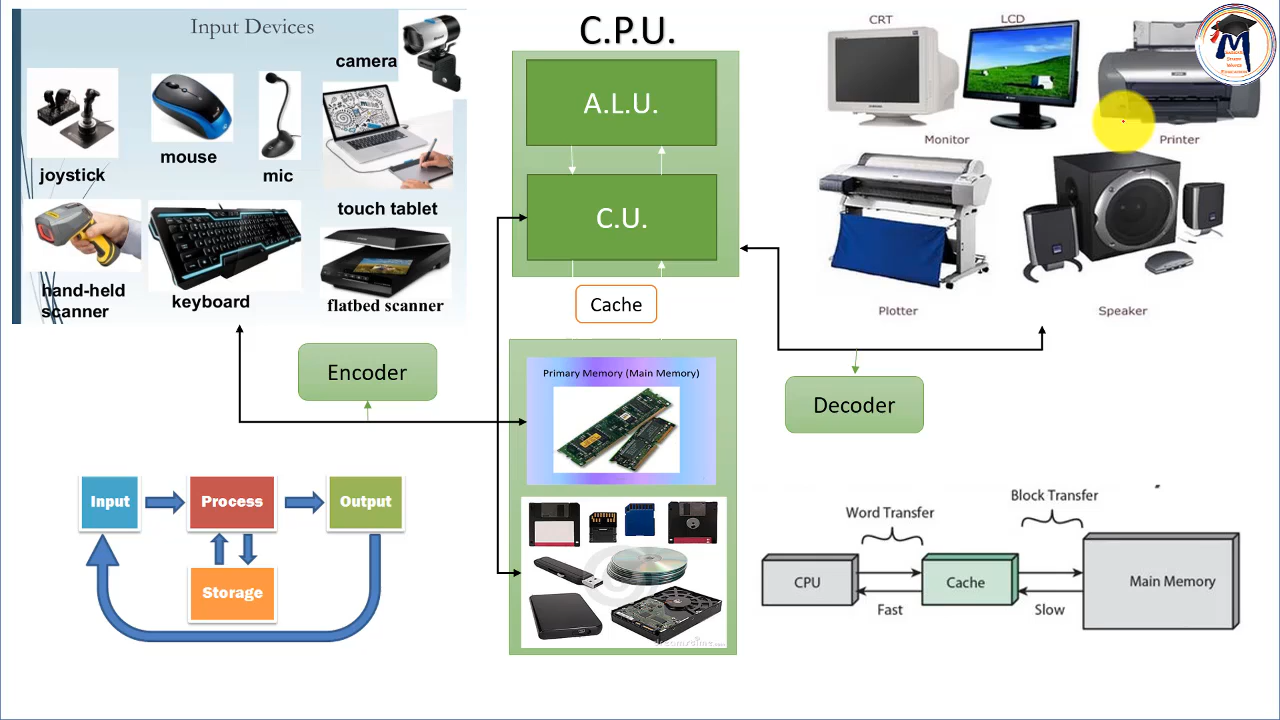 Input Devices
camera
joystick
mouse
mic
touch tablet
hand-held
scanner
keyboard
flatbed scanner
C.P.U.
A.L.U.
C.U.
Cache
Primary Memory (Main Memory)
CRT
LCD
Monitor
Printer
Plotter
Speaker
M
Encoder
Decoder
Input
Process
Output
Storage
Block Transfer
Word Transfer
CPU
Cache
Main Memory
Fast
Slow